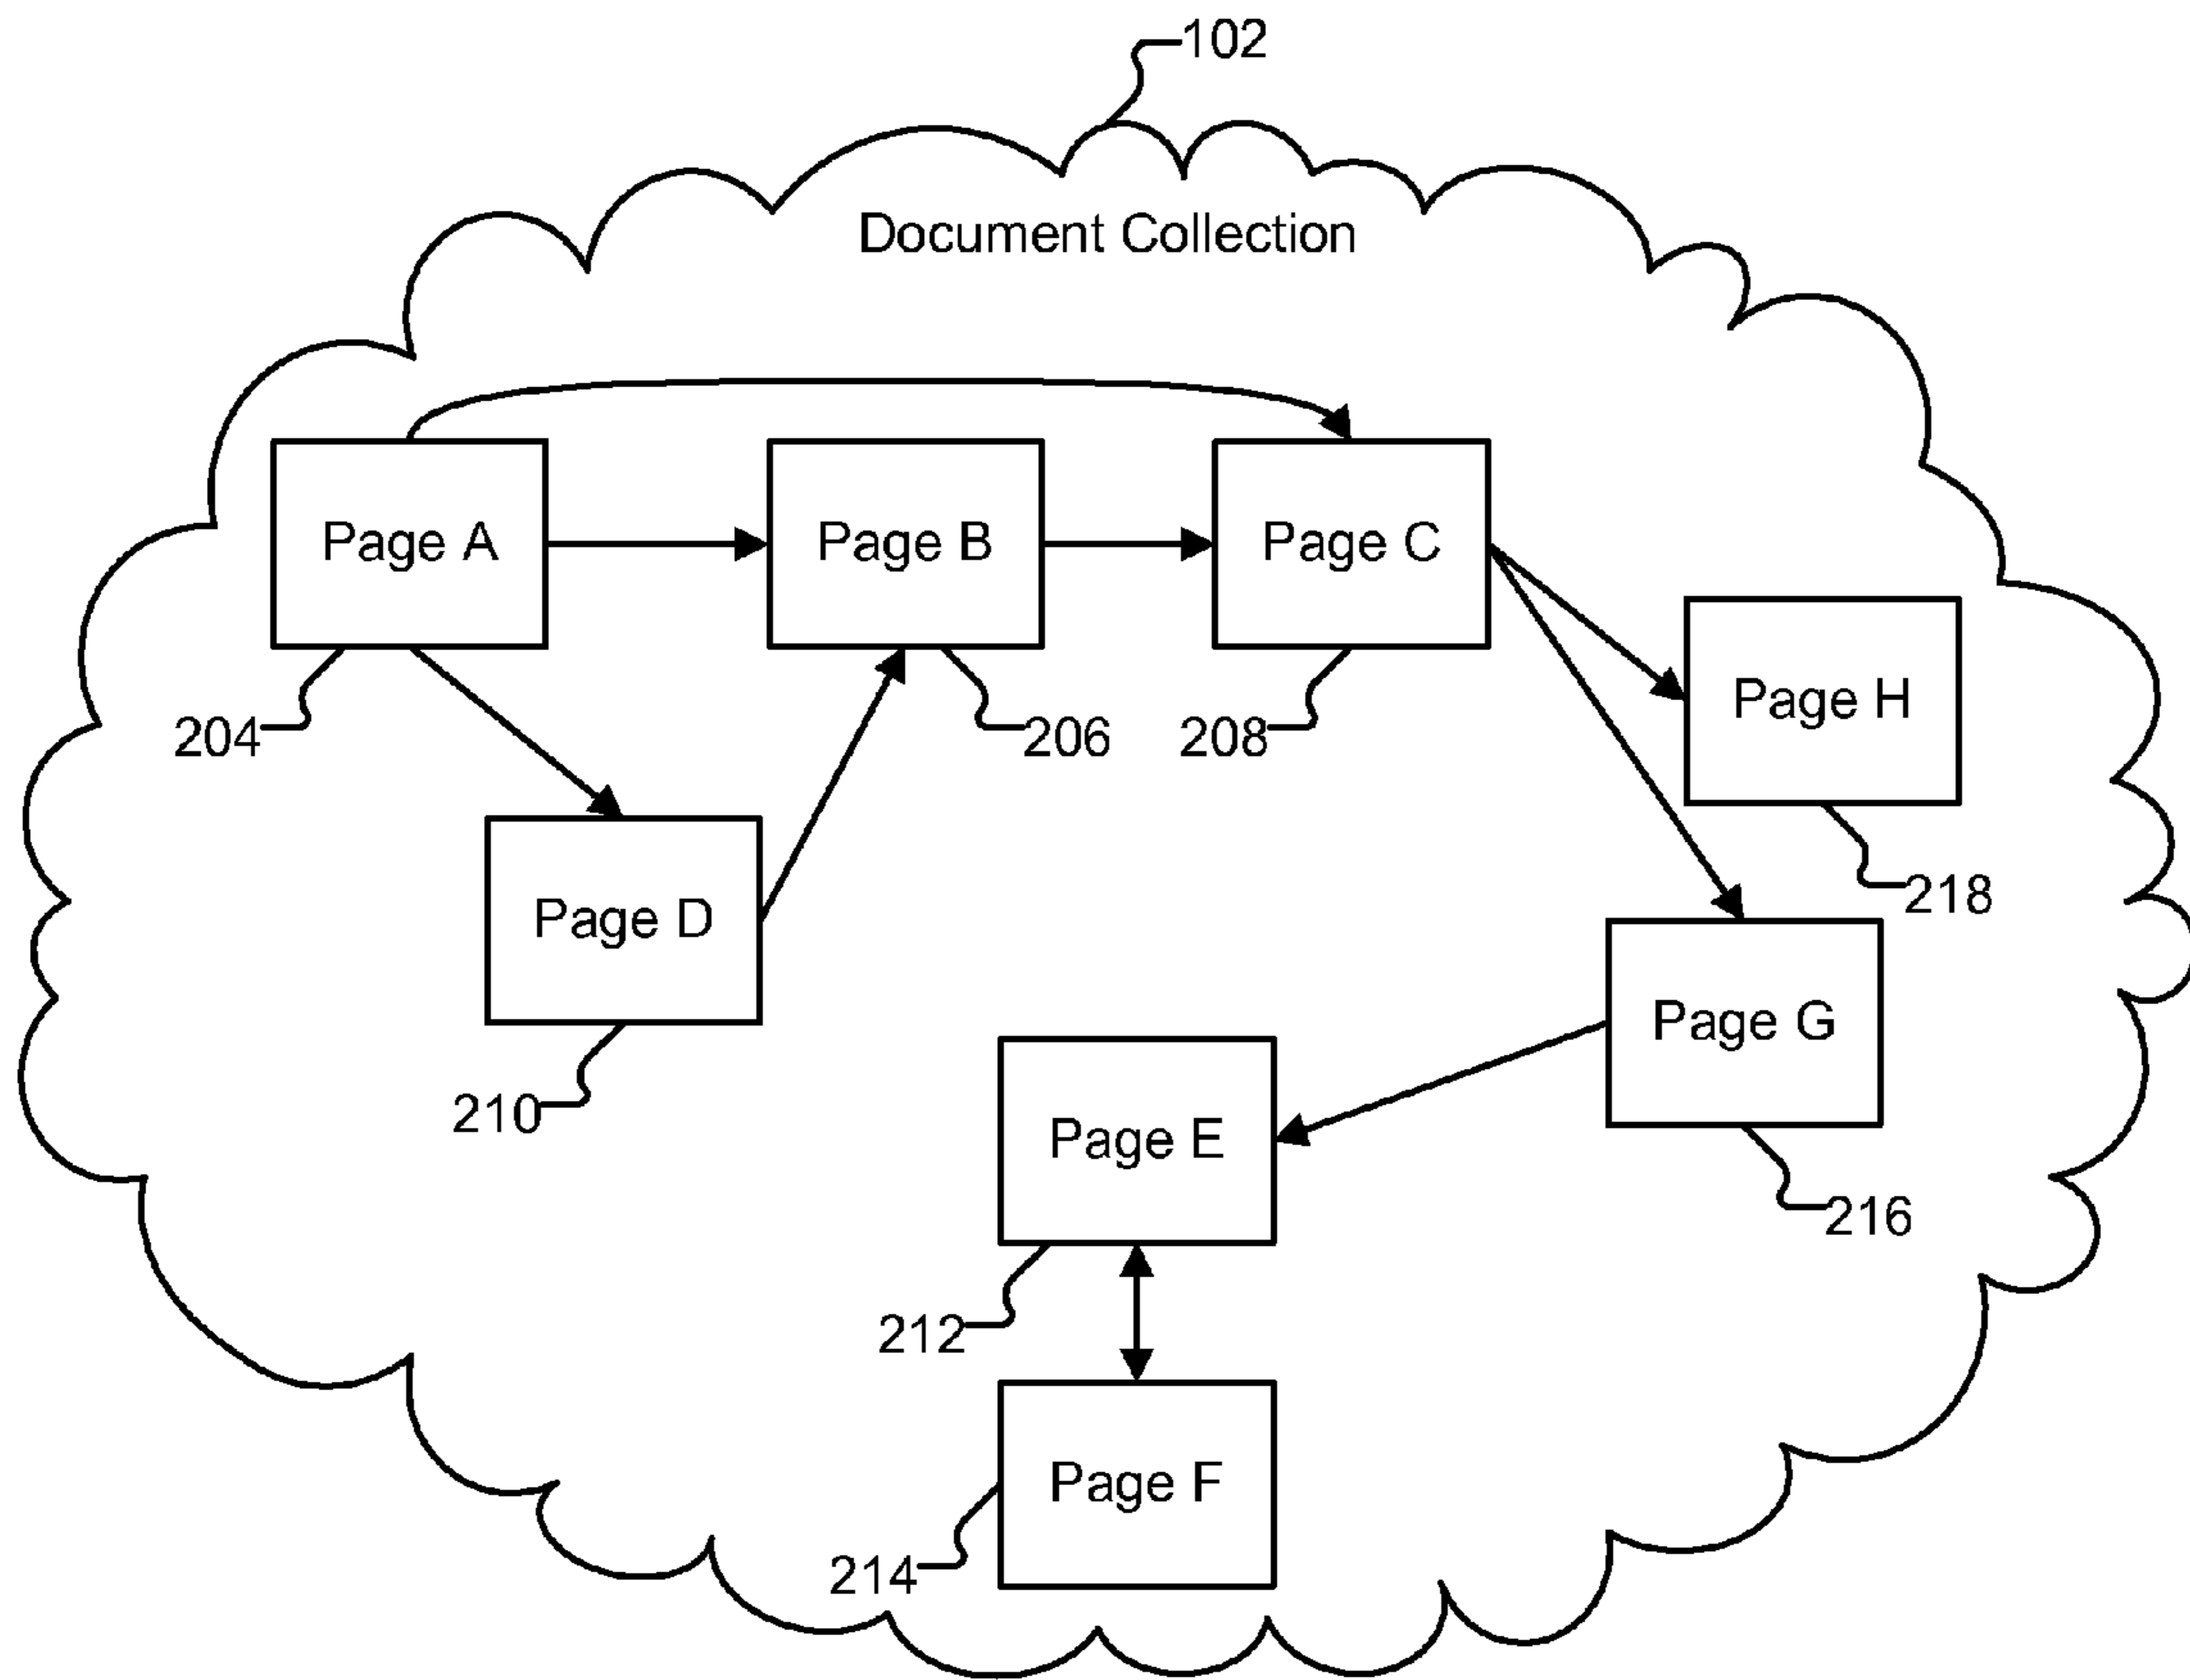 102
Document Collection
Page A
Page B
Page C
Page H
204
206
208
218
Page D
Page G
210
Page E
216
212
Page F
214